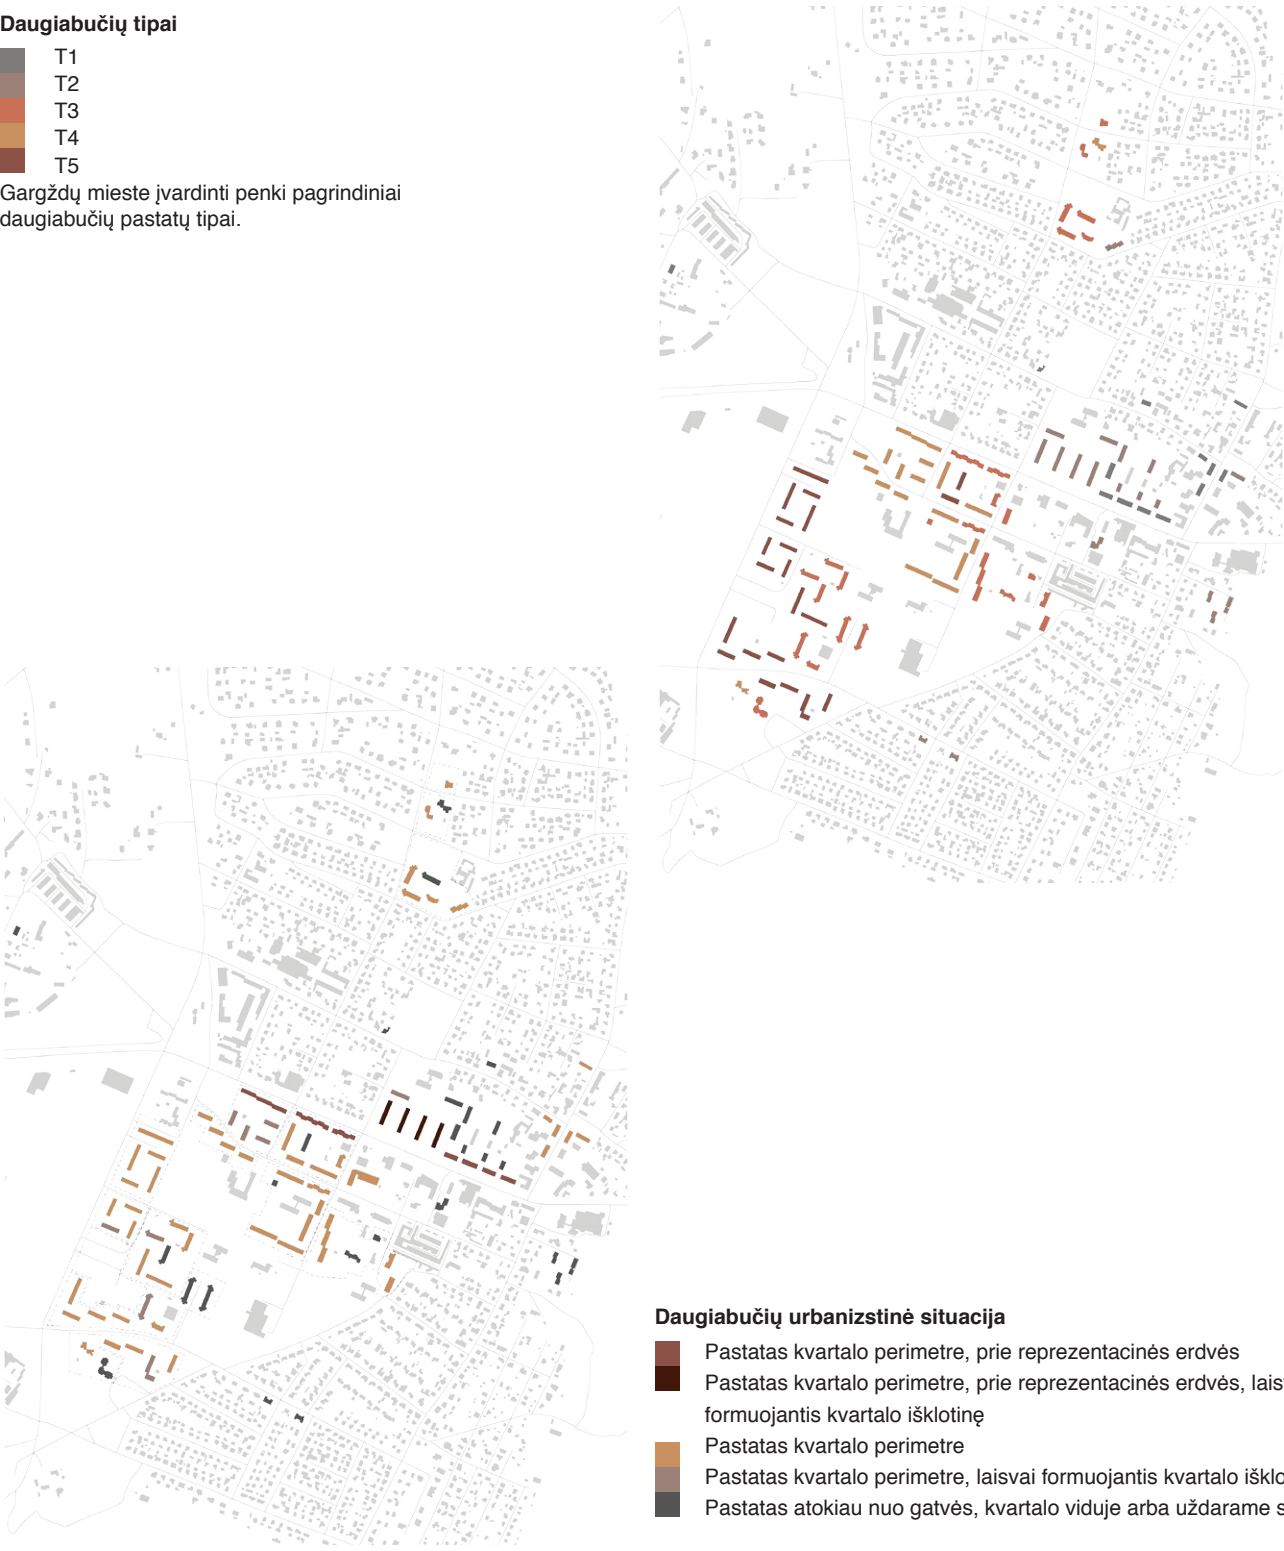 Daugiabučių tipai
T1
T2
T3
T4
T5
Gargždų mieste įvardinti penki pagrindiniai
daugiabučių pastatų tipai.
Daugiabučių urbanizstinė situacija
Pastatas kvartalo perimetre, prie reprezentacinės erdvės
Pastatas kvartalo perimetre, prie reprezentacinės erdvės,
formuojantis kvartalo išklotinę
Pastatas kvartalo perimetre
Pastatas kvartalo perimetre, laisvai formuojantis kvartalo
Pastatas atokiau nuo gatvės, kvartalo viduje arba uždarame